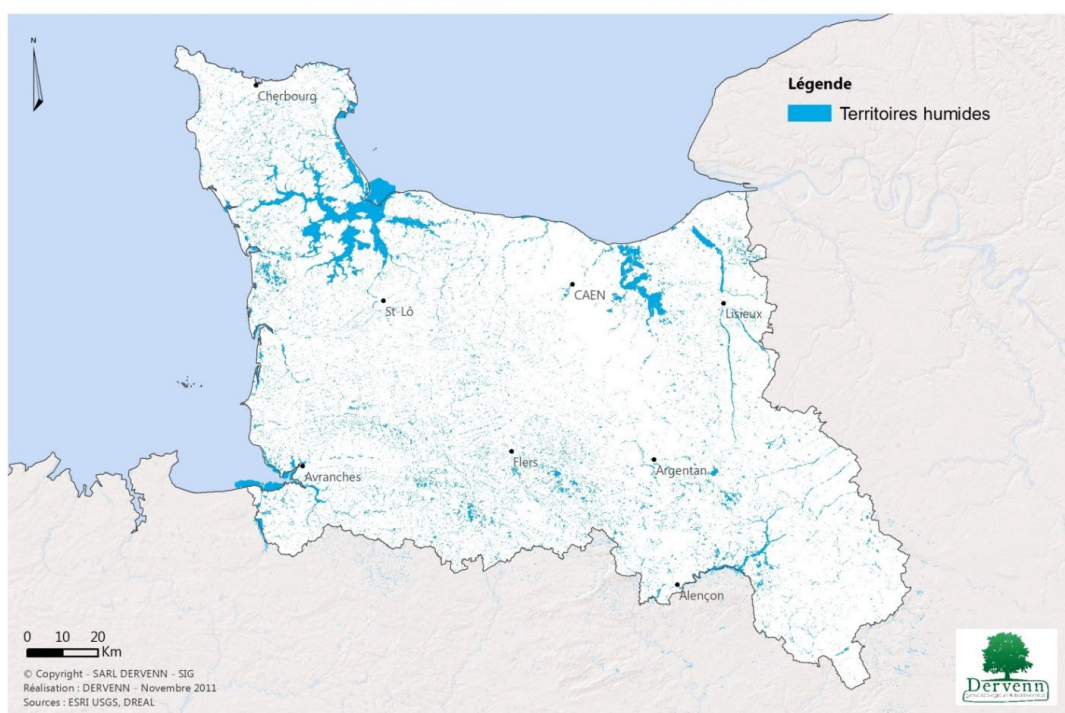 N
Légende
Territoires humides
Cherbourg
CAEN
St-Lô
Lisieux
Flers
Argentan
Avranches
Alençon
0 10 20
Km
© Copyright - SARL DERVENN - SIG
Réalisation : DERVENN - Novembre 2011
Sources : ESRI USGS, DREAL
Dervenn